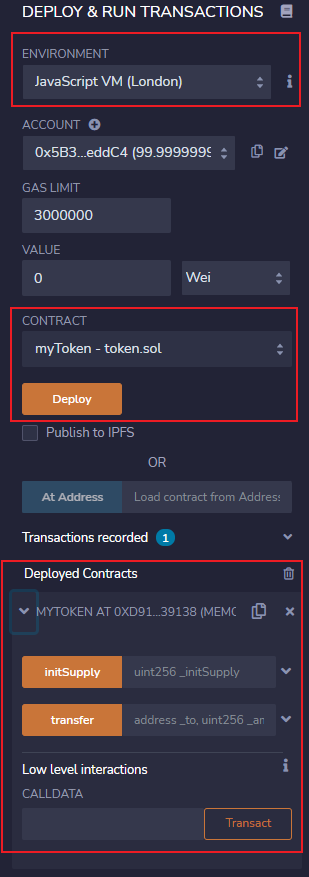 DEPLOY & RUN TRANSACTIONS
ENVIRONMENT
JavaScript VM (London)
ACCOUNT
0x5B3...eddC4 (99.9999999
GAS LIMIT
3000000
VALUE
0 Wei
CONTRACT
myToken - token.sol
Deploy
Publish to IPFS
OR
At Address Load contract from Address
Transactions recorded 1
Deployed Contracts
MYTOKEN AT 0XD91...39138 (MEMO
initSupply uint256 _initSupply
transfer address _to, uint256 _an
Low level interactions
CALLDATA
Transact